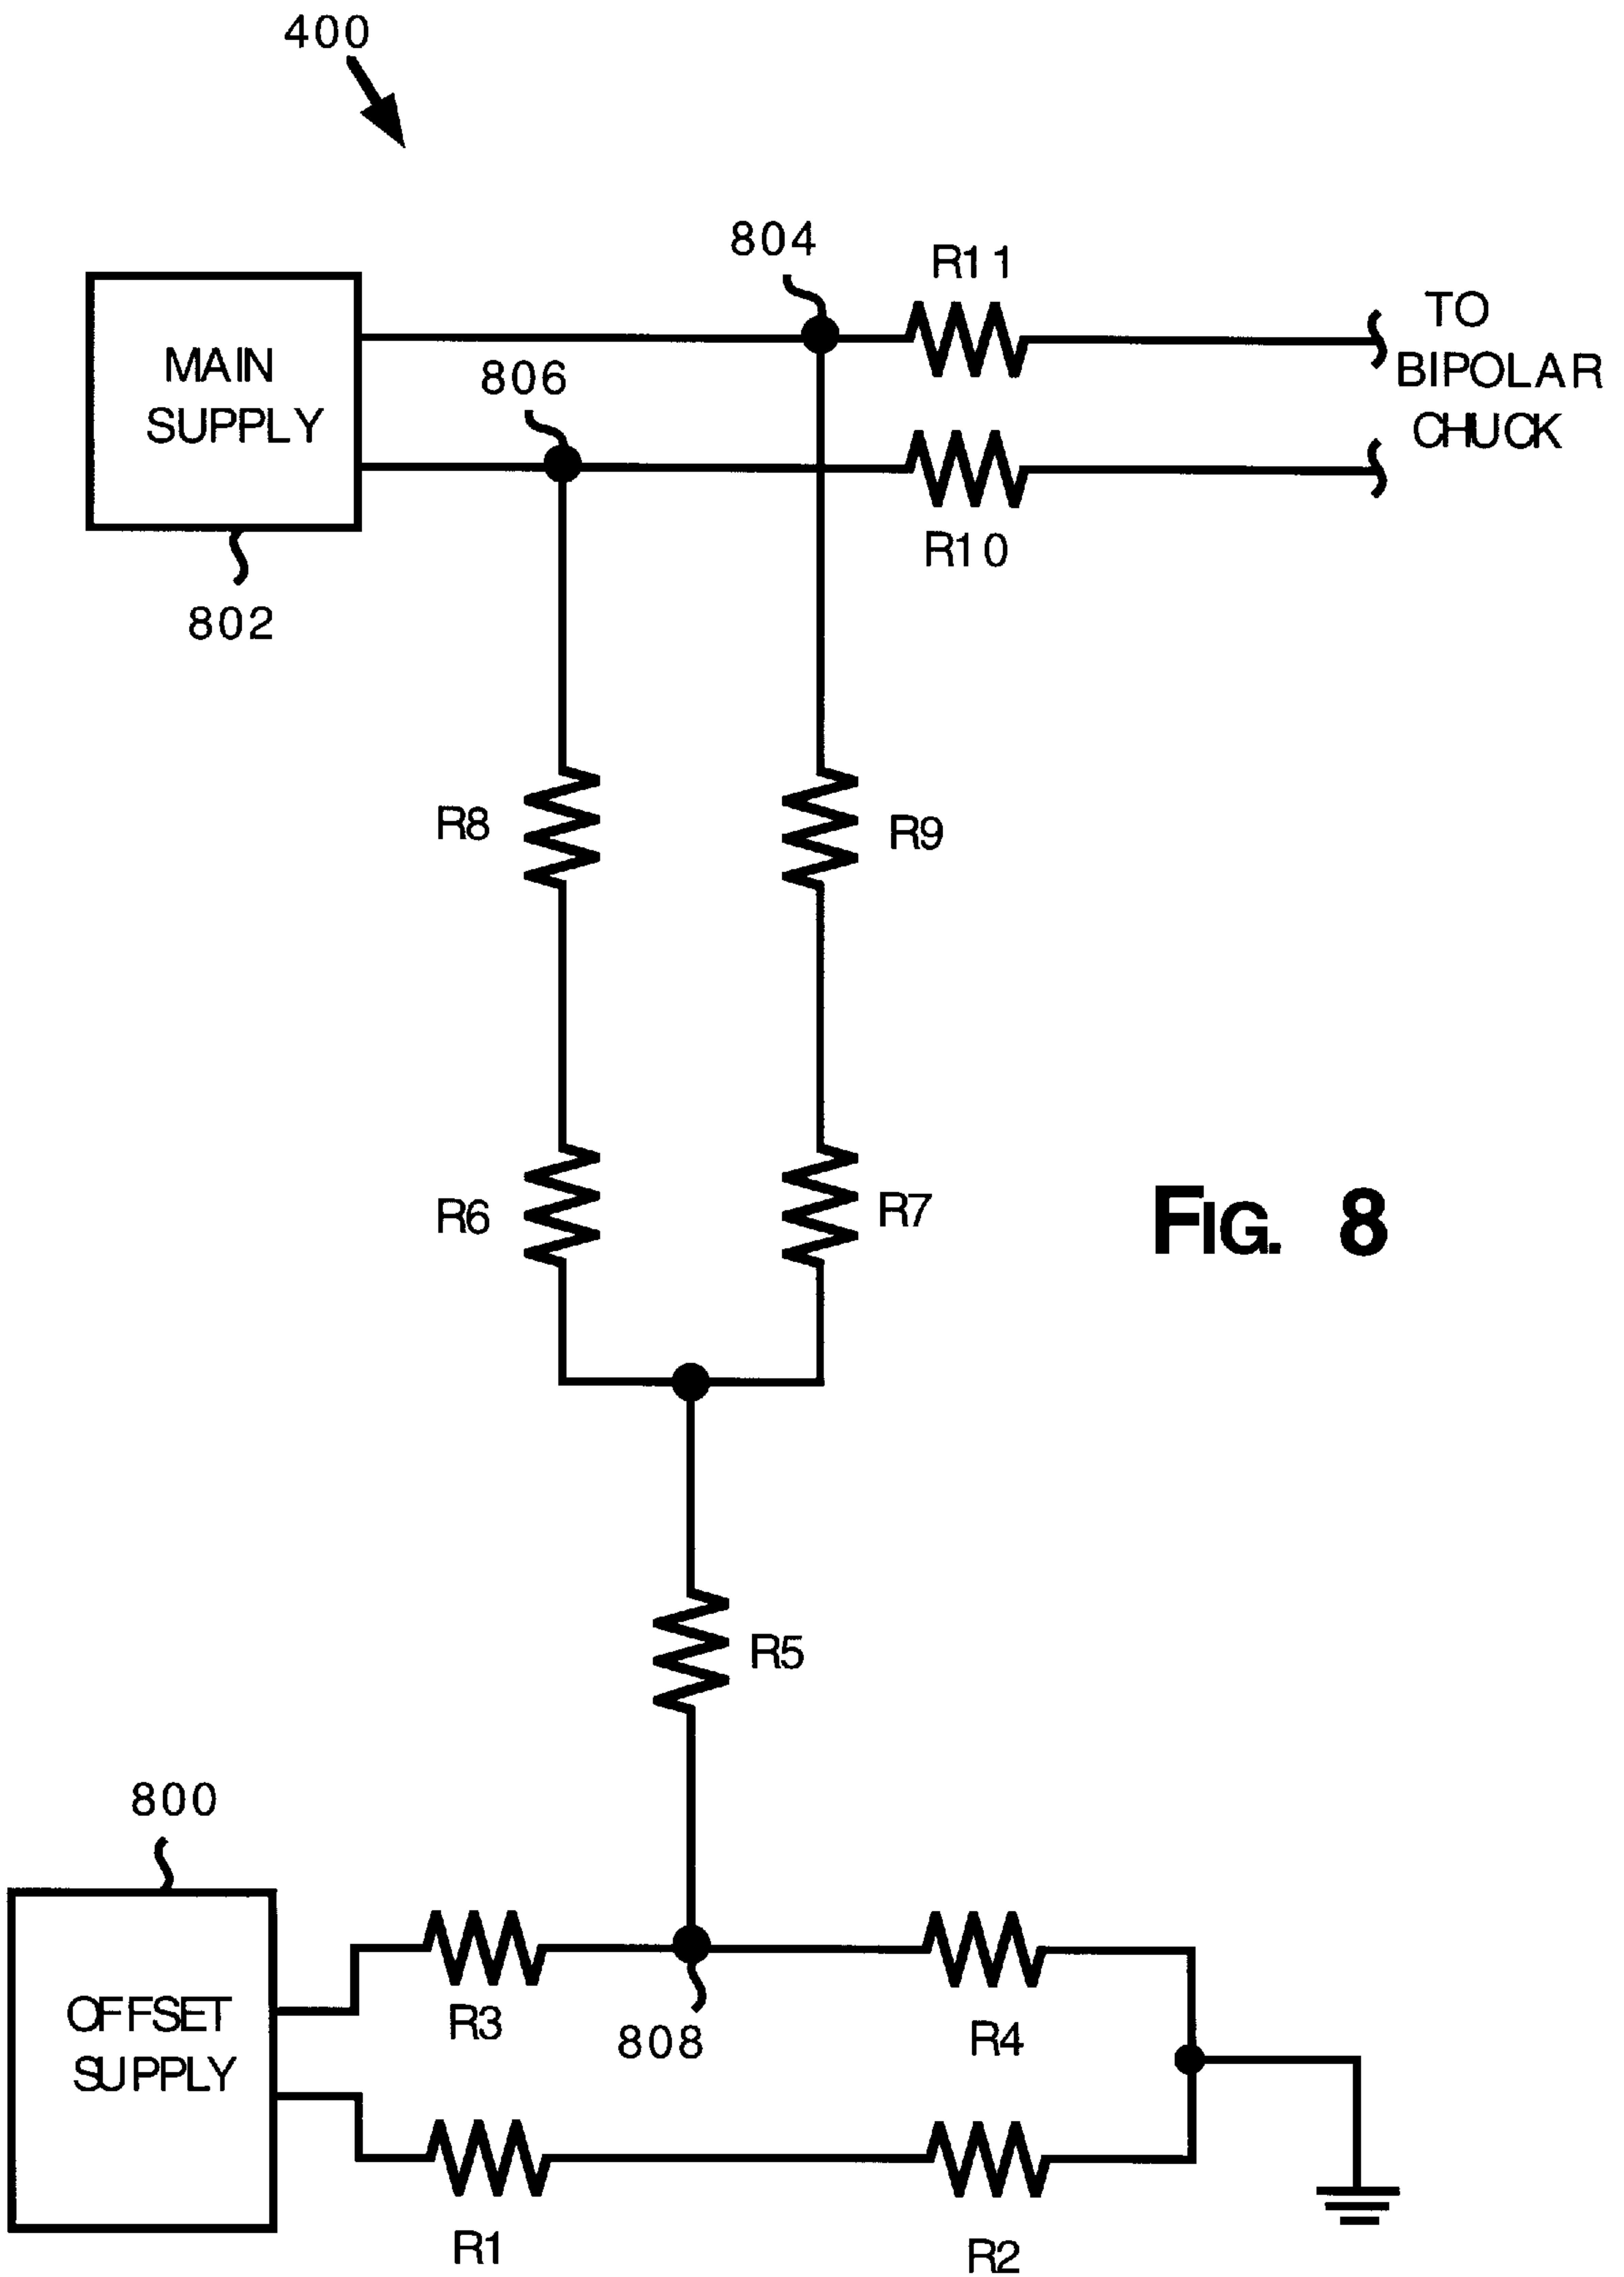 400
804
R11
TO
BIPOLAR
CHUCK
MAIN
SUPPLY
806
R10
802
R8
R9
R6
R7
FIG. 8
R5
800
OFFSET
SUPPLY
R3
808
R4
R1
R2